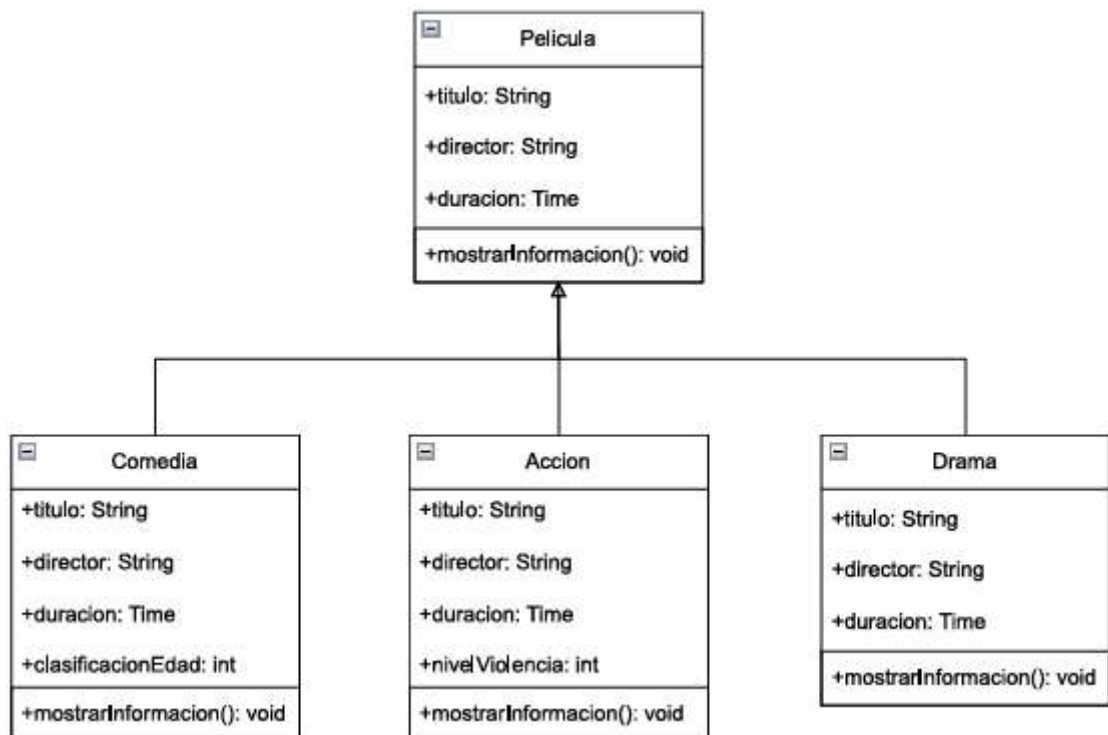 Pelicula
+titulo: String
+director: String
+duracion: Time
+mostrarInformacion(): void
Comedia
+titulo: String
+director: String
+duracion: Time
+clasificacionEdad: int
+mostrarInformacion(): void
Accion
+titulo: String
+director: String
+duracion: Time
+nivelViolencia: int
+mostrarInformacion(): void
Drama
+titulo: String
+director: String
+duracion: Time
+mostrarInformacion(): void